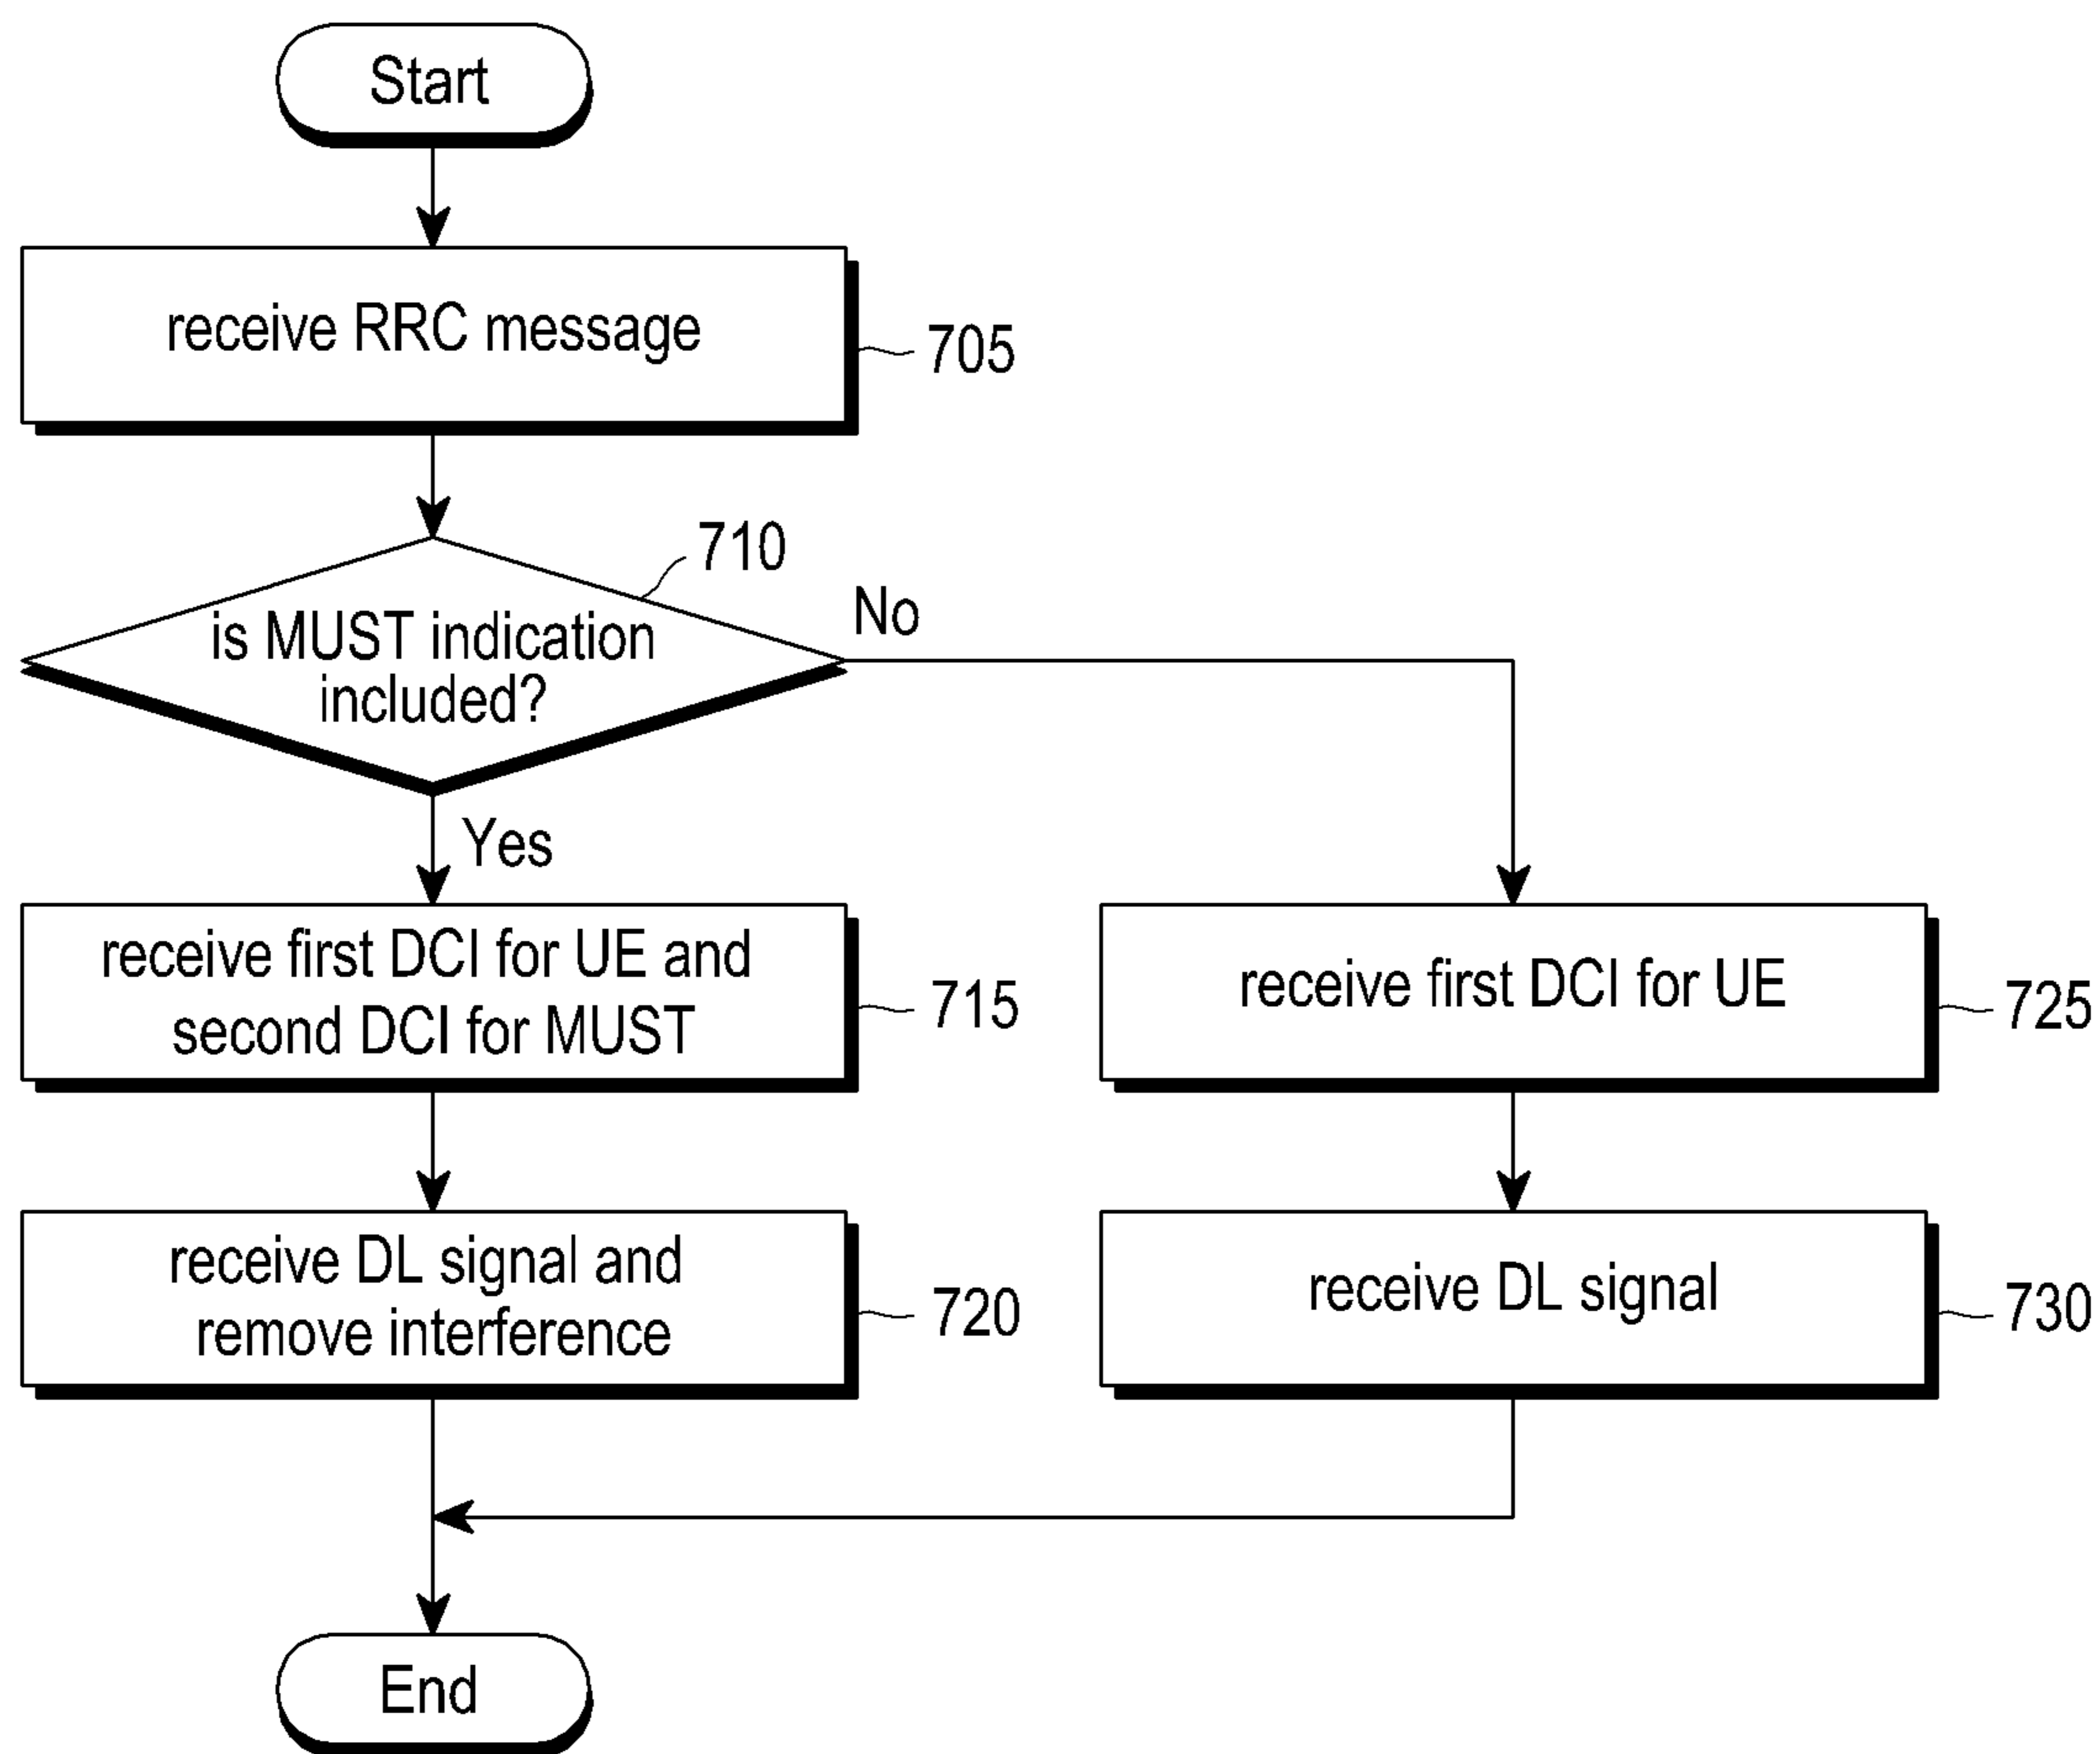 Start
receive RRC message
705
710
is MUST indication
included?
No
Yes
receive first DCI for UE and
second DCI for MUST
715
receive first DCI for UE
725
receive DL signal and
remove interference
720
receive DL signal
730
End